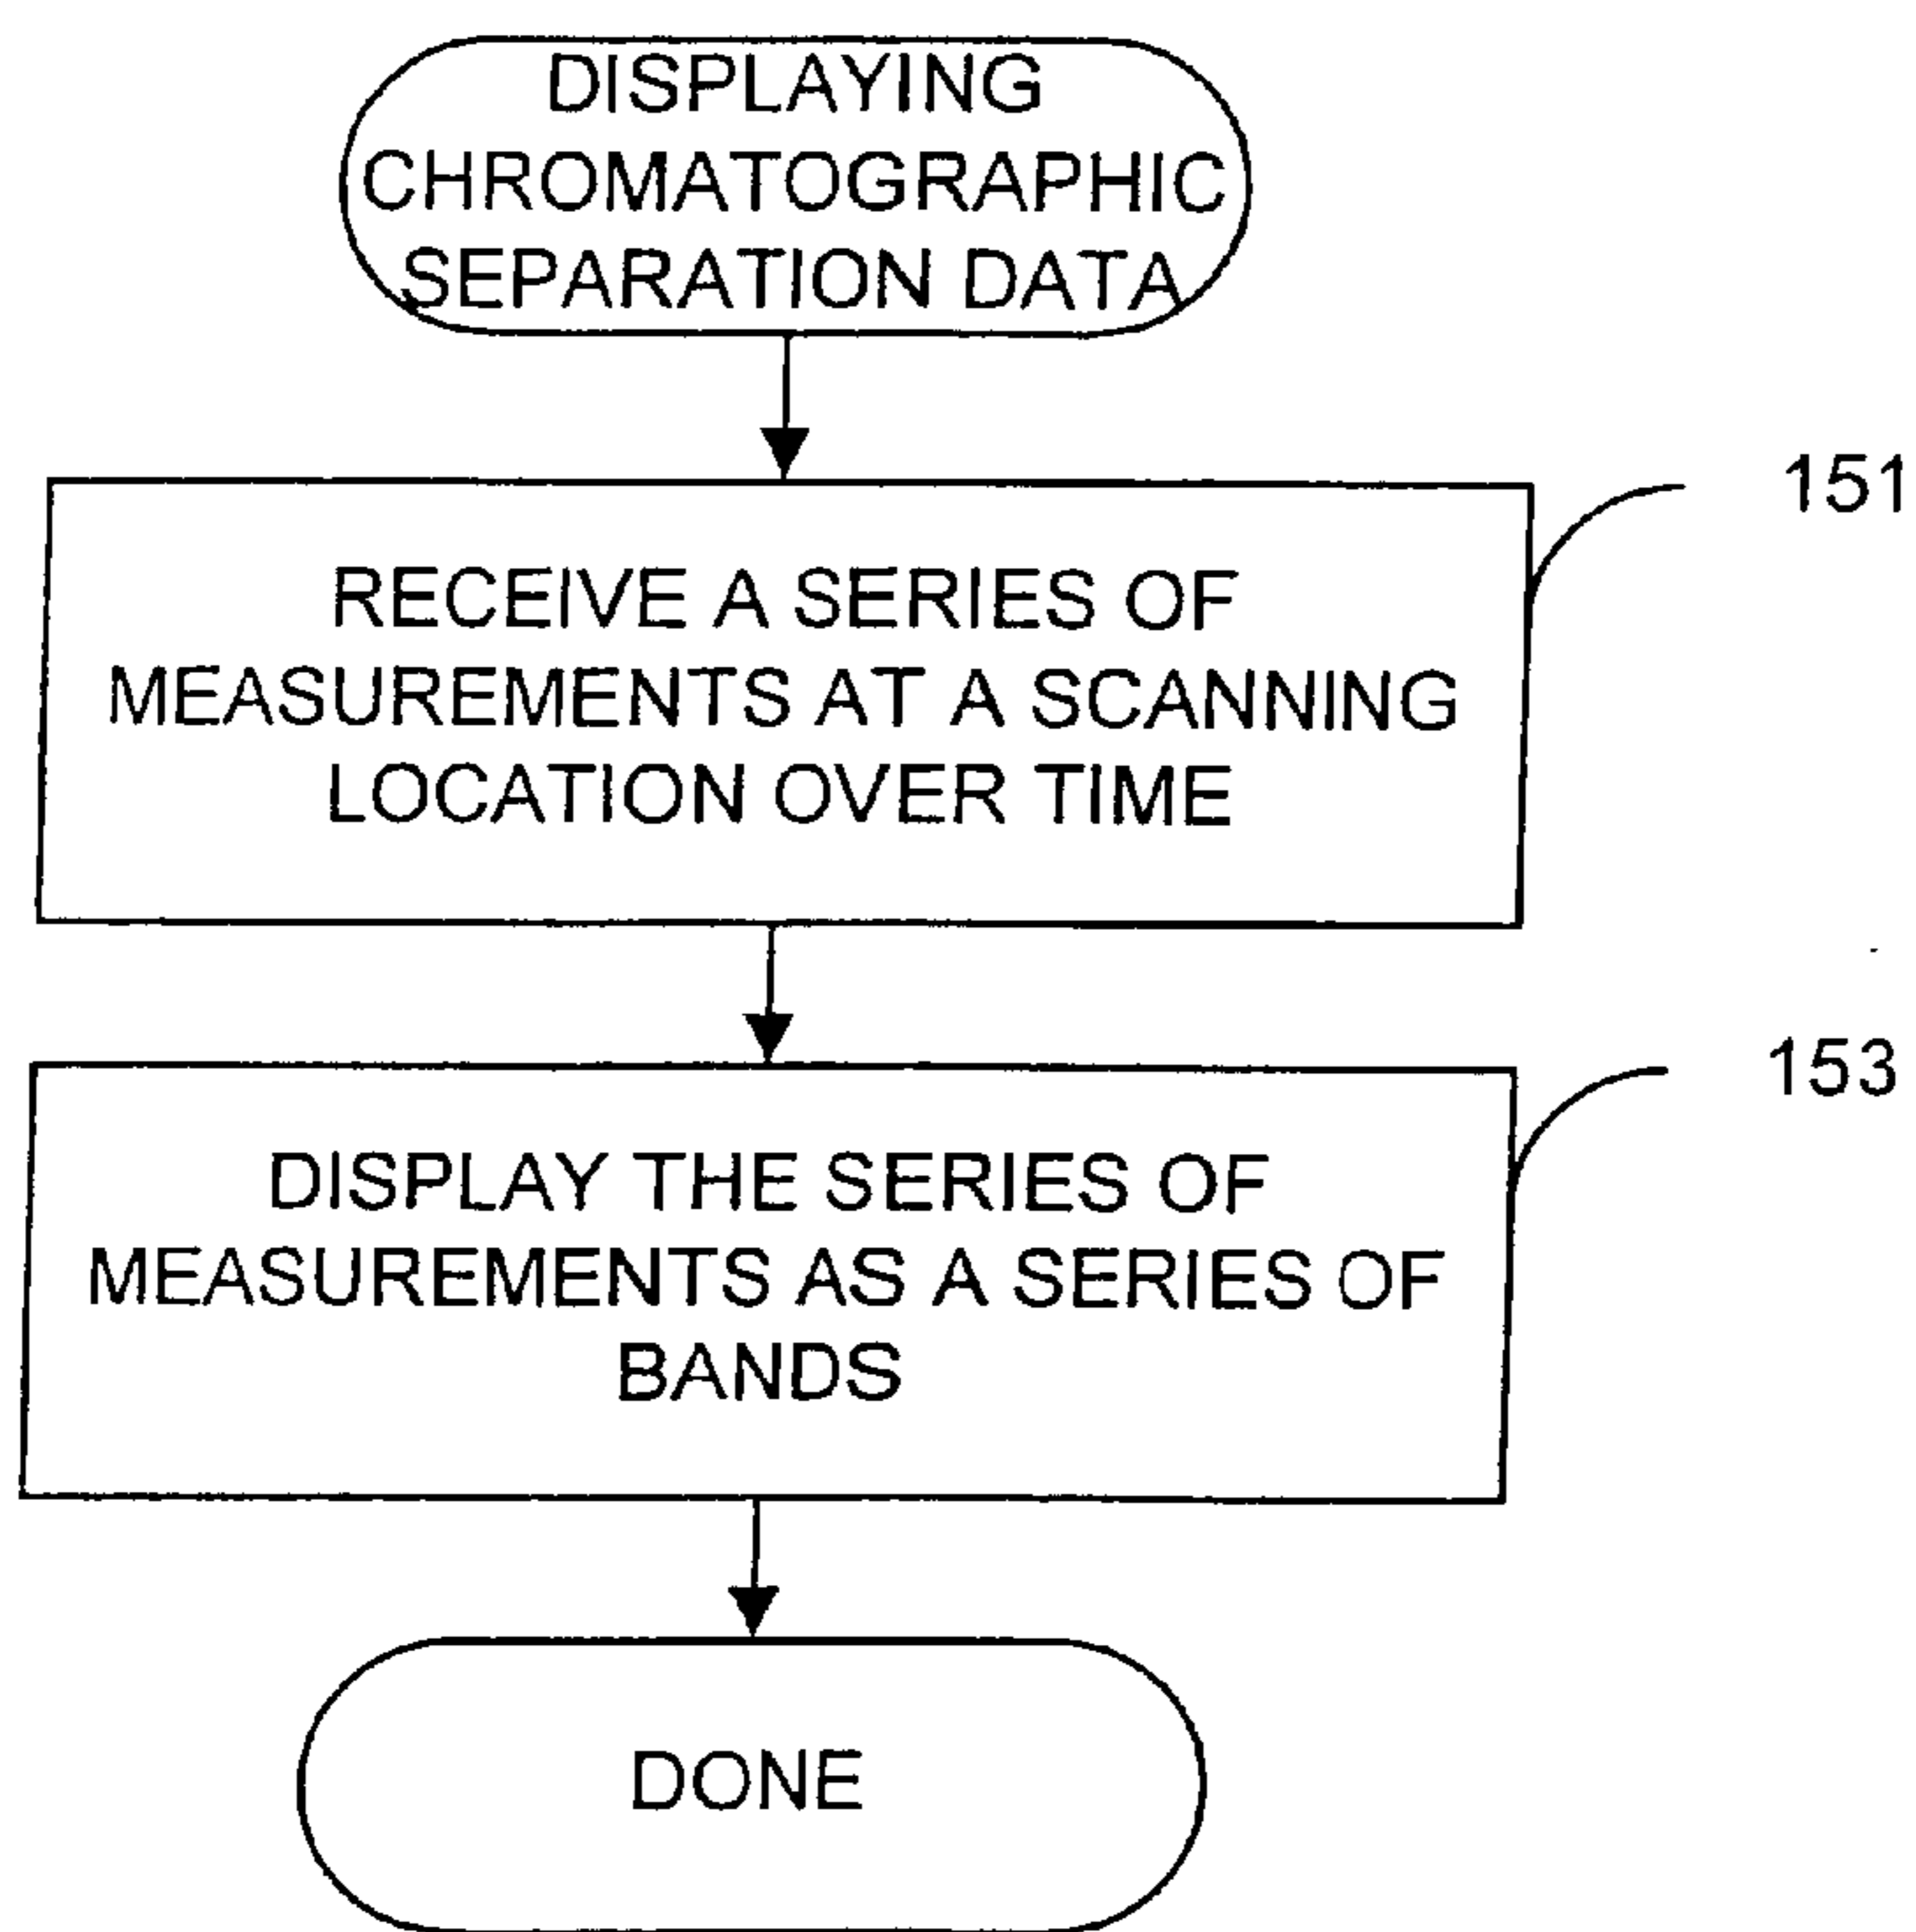 DISPLAYING
CHROMATOGRAPHIC
SEPARATION DATA
151
RECEIVE A SERIES OF
MEASUREMENTS AT A SCANNING
LOCATION OVER TIME
153
DISPLAY THE SERIES OF
MEASUREMENTS AS A SERIES OF
BANDS
DONE